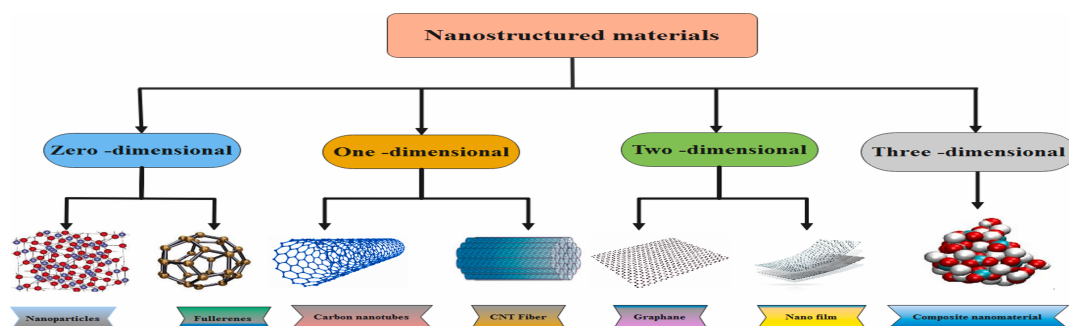 Nanostructured materials
Zero -dimensional
One -dimensional
Two -dimensional
Three -dimensional
Nanoparticles
Fullerenes
Carbon nanotubes
CNT Fiber
Graphane
Nano film
Composite nanomaterial